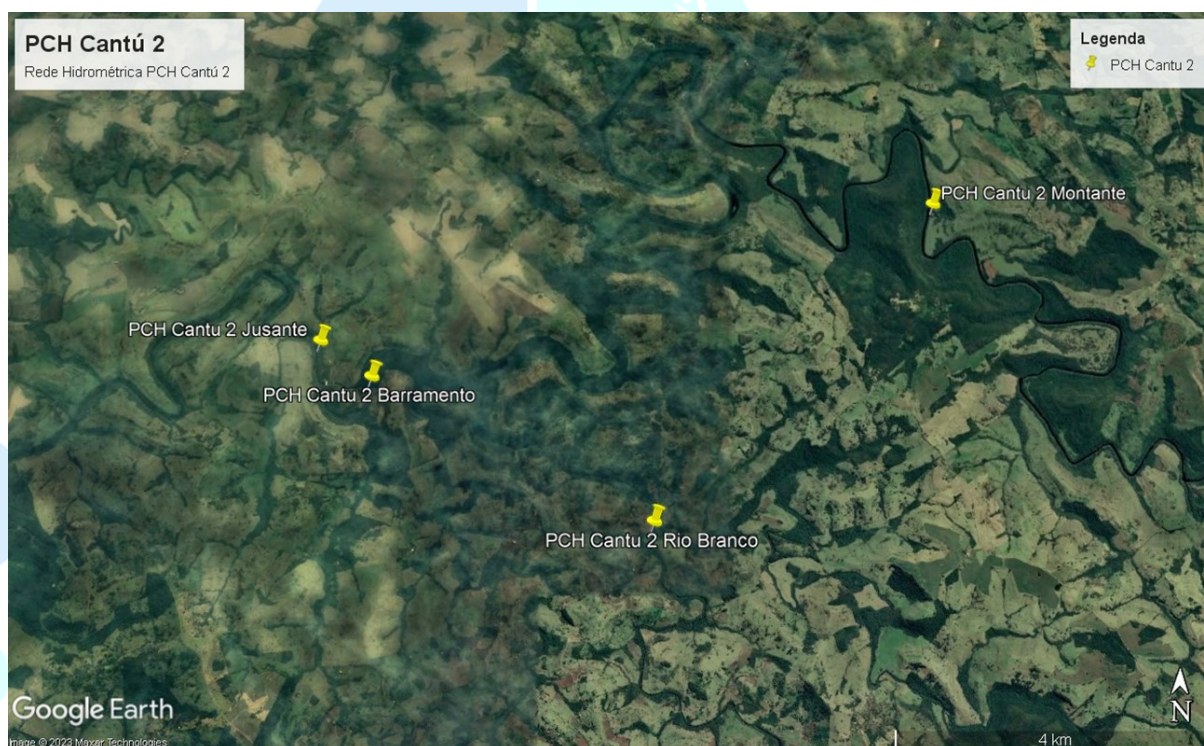 PCH Cantú 2
Rede Hidrométrica PCH Cantú 2
Legenda
PCH Cantu 2
PCH Cantu 2 Montante
PCH Cantu 2 Jusante
PCH Cantu 2 Barramento
PCH Cantu 2 Rio Branco
Google Earth
Image © 2023 Maxar Technologies
N
4 km